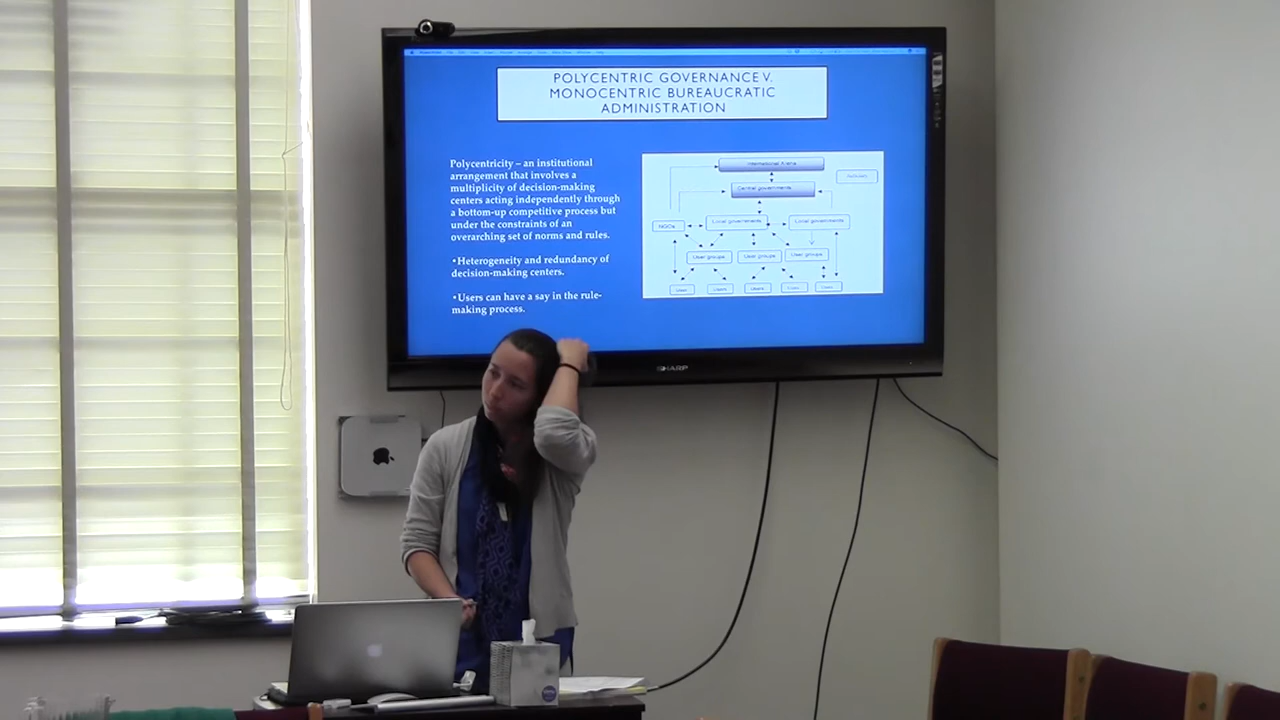 POLYCENTRIC GOVERNANCE V.
MONOCENTRIC BUREAUCRATIC
ADMINISTRATION
Polycentricity – an institutional
arrangement that involves a
multiplicity of decision-making
centers acting independently through
a bottom-up competitive process but
under the constraints of an
overarching set of norms and rules.
•Heterogeneity and redundancy of
decision-making centers.
•Users can have a say in the rule-
making process.
International Arena
Central governments
NGOs
Local governments
Local governments
User groups
User groups
User groups
Users
Users
SHARP